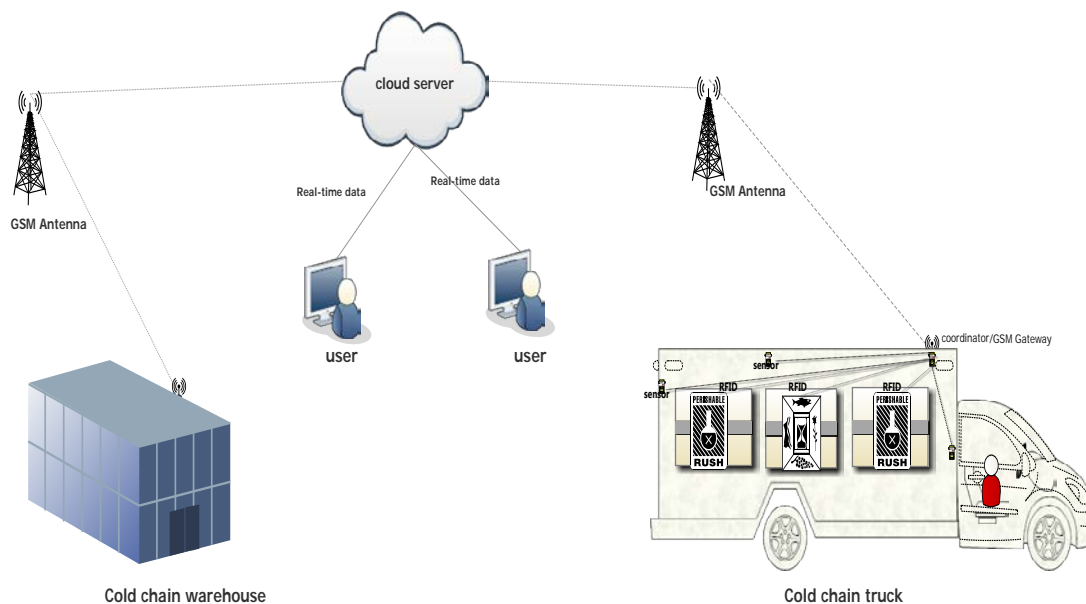 cloud server
Real-time data
Real-time data
GSM Antenna
GSM Antenna
user
user
coordinator/GSM Gateway
sensor
sensor
RFID
RFID
RFID
PERISHABLE
RUSH
PERISHABLE
RUSH
Cold chain warehouse
Cold chain truck